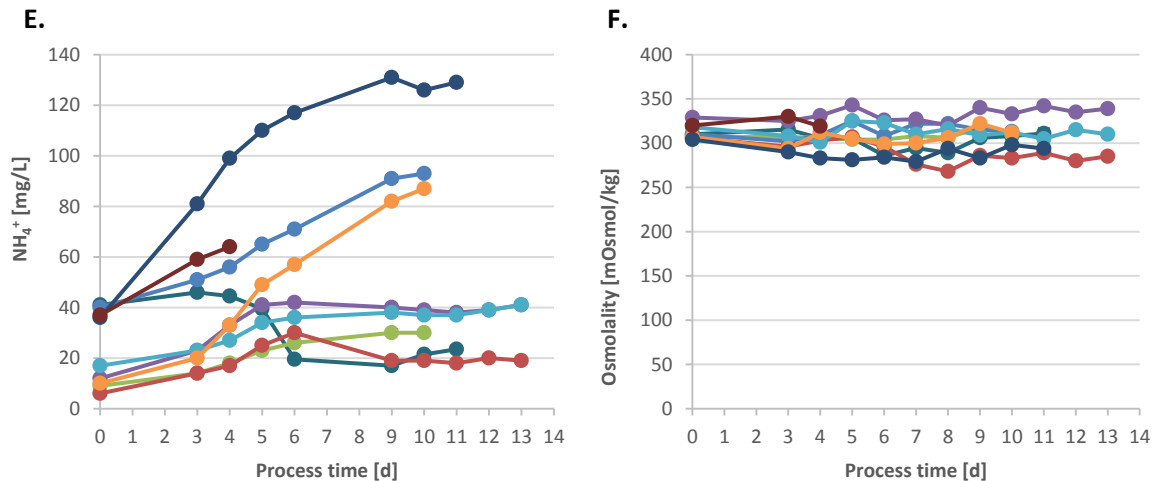 E.
NH₄⁺ [mg/L]
140
120
100
80
60
40
20
0
0 1 2 3 4 5 6 7 8 9 10 11 12 13 14
Process time [d]
F.
Osmolality [mOsmol/kg]
400
350
300
250
200
150
100
50
0
0 1 2 3 4 5 6 7 8 9 10 11 12 13 14
Process time [d]